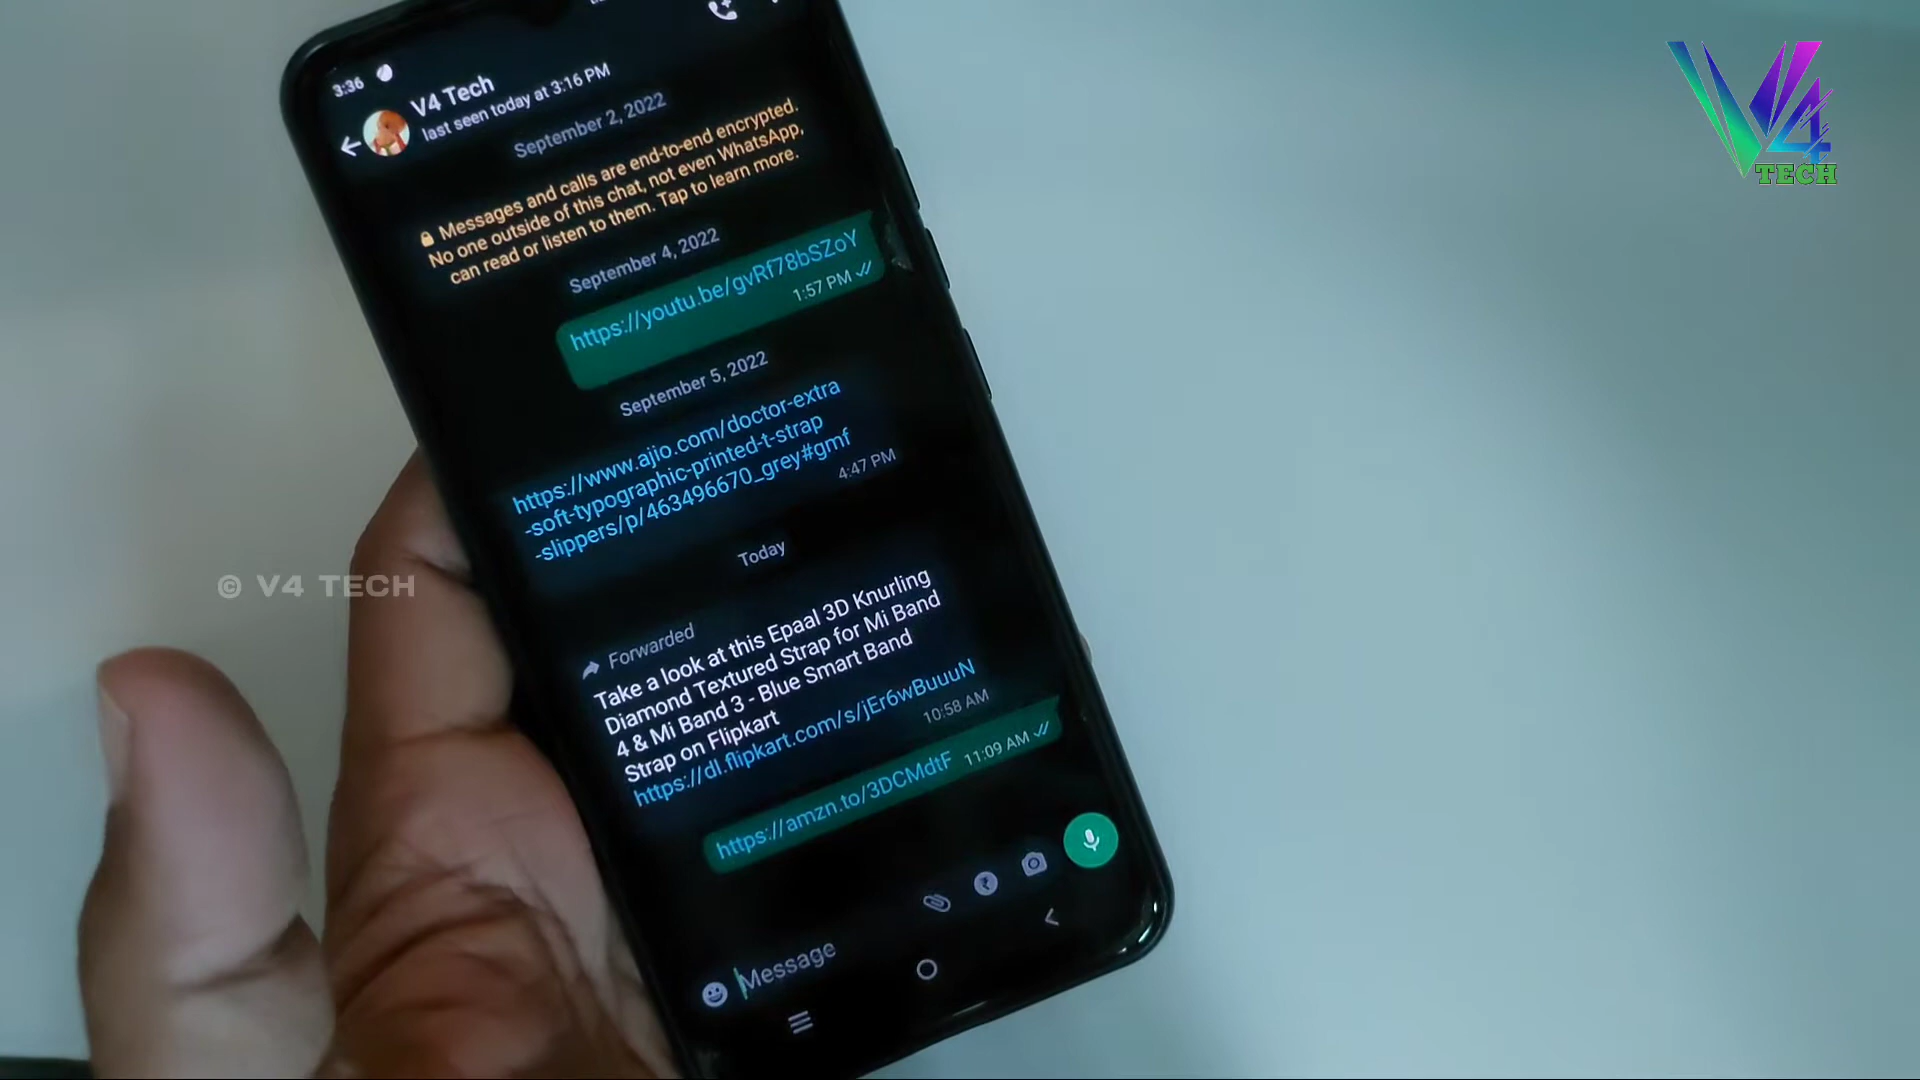 3:36
V4 Tech
last seen today at 3:16 PM
September 2, 2022
Messages and calls are end-to-end encrypted.
No one outside of this chat, not even WhatsApp,
can read or listen to them. Tap to learn more.
September 4, 2022
https://youtu.be/gvRf78bSZoY
1:57 PM
September 5, 2022
https://www.ajio.com/doctor-extra
-soft-typographic-printed-t-strap
-slippers/p/463496670_grey#gmf
4:47 PM
Today
Forwarded
Take a look at this Epaal 3D Knurling
Diamond Textured Strap for Mi Band
4 & Mi Band 3 - Blue Smart Band
Strap on Flipkart
https://dl.flipkart.com/s/jEr6wBuuuN
10:58 AM
https://amzn.to/3DCMdtF 11:09 AM
Message
© V4 TECH
V4
TECH